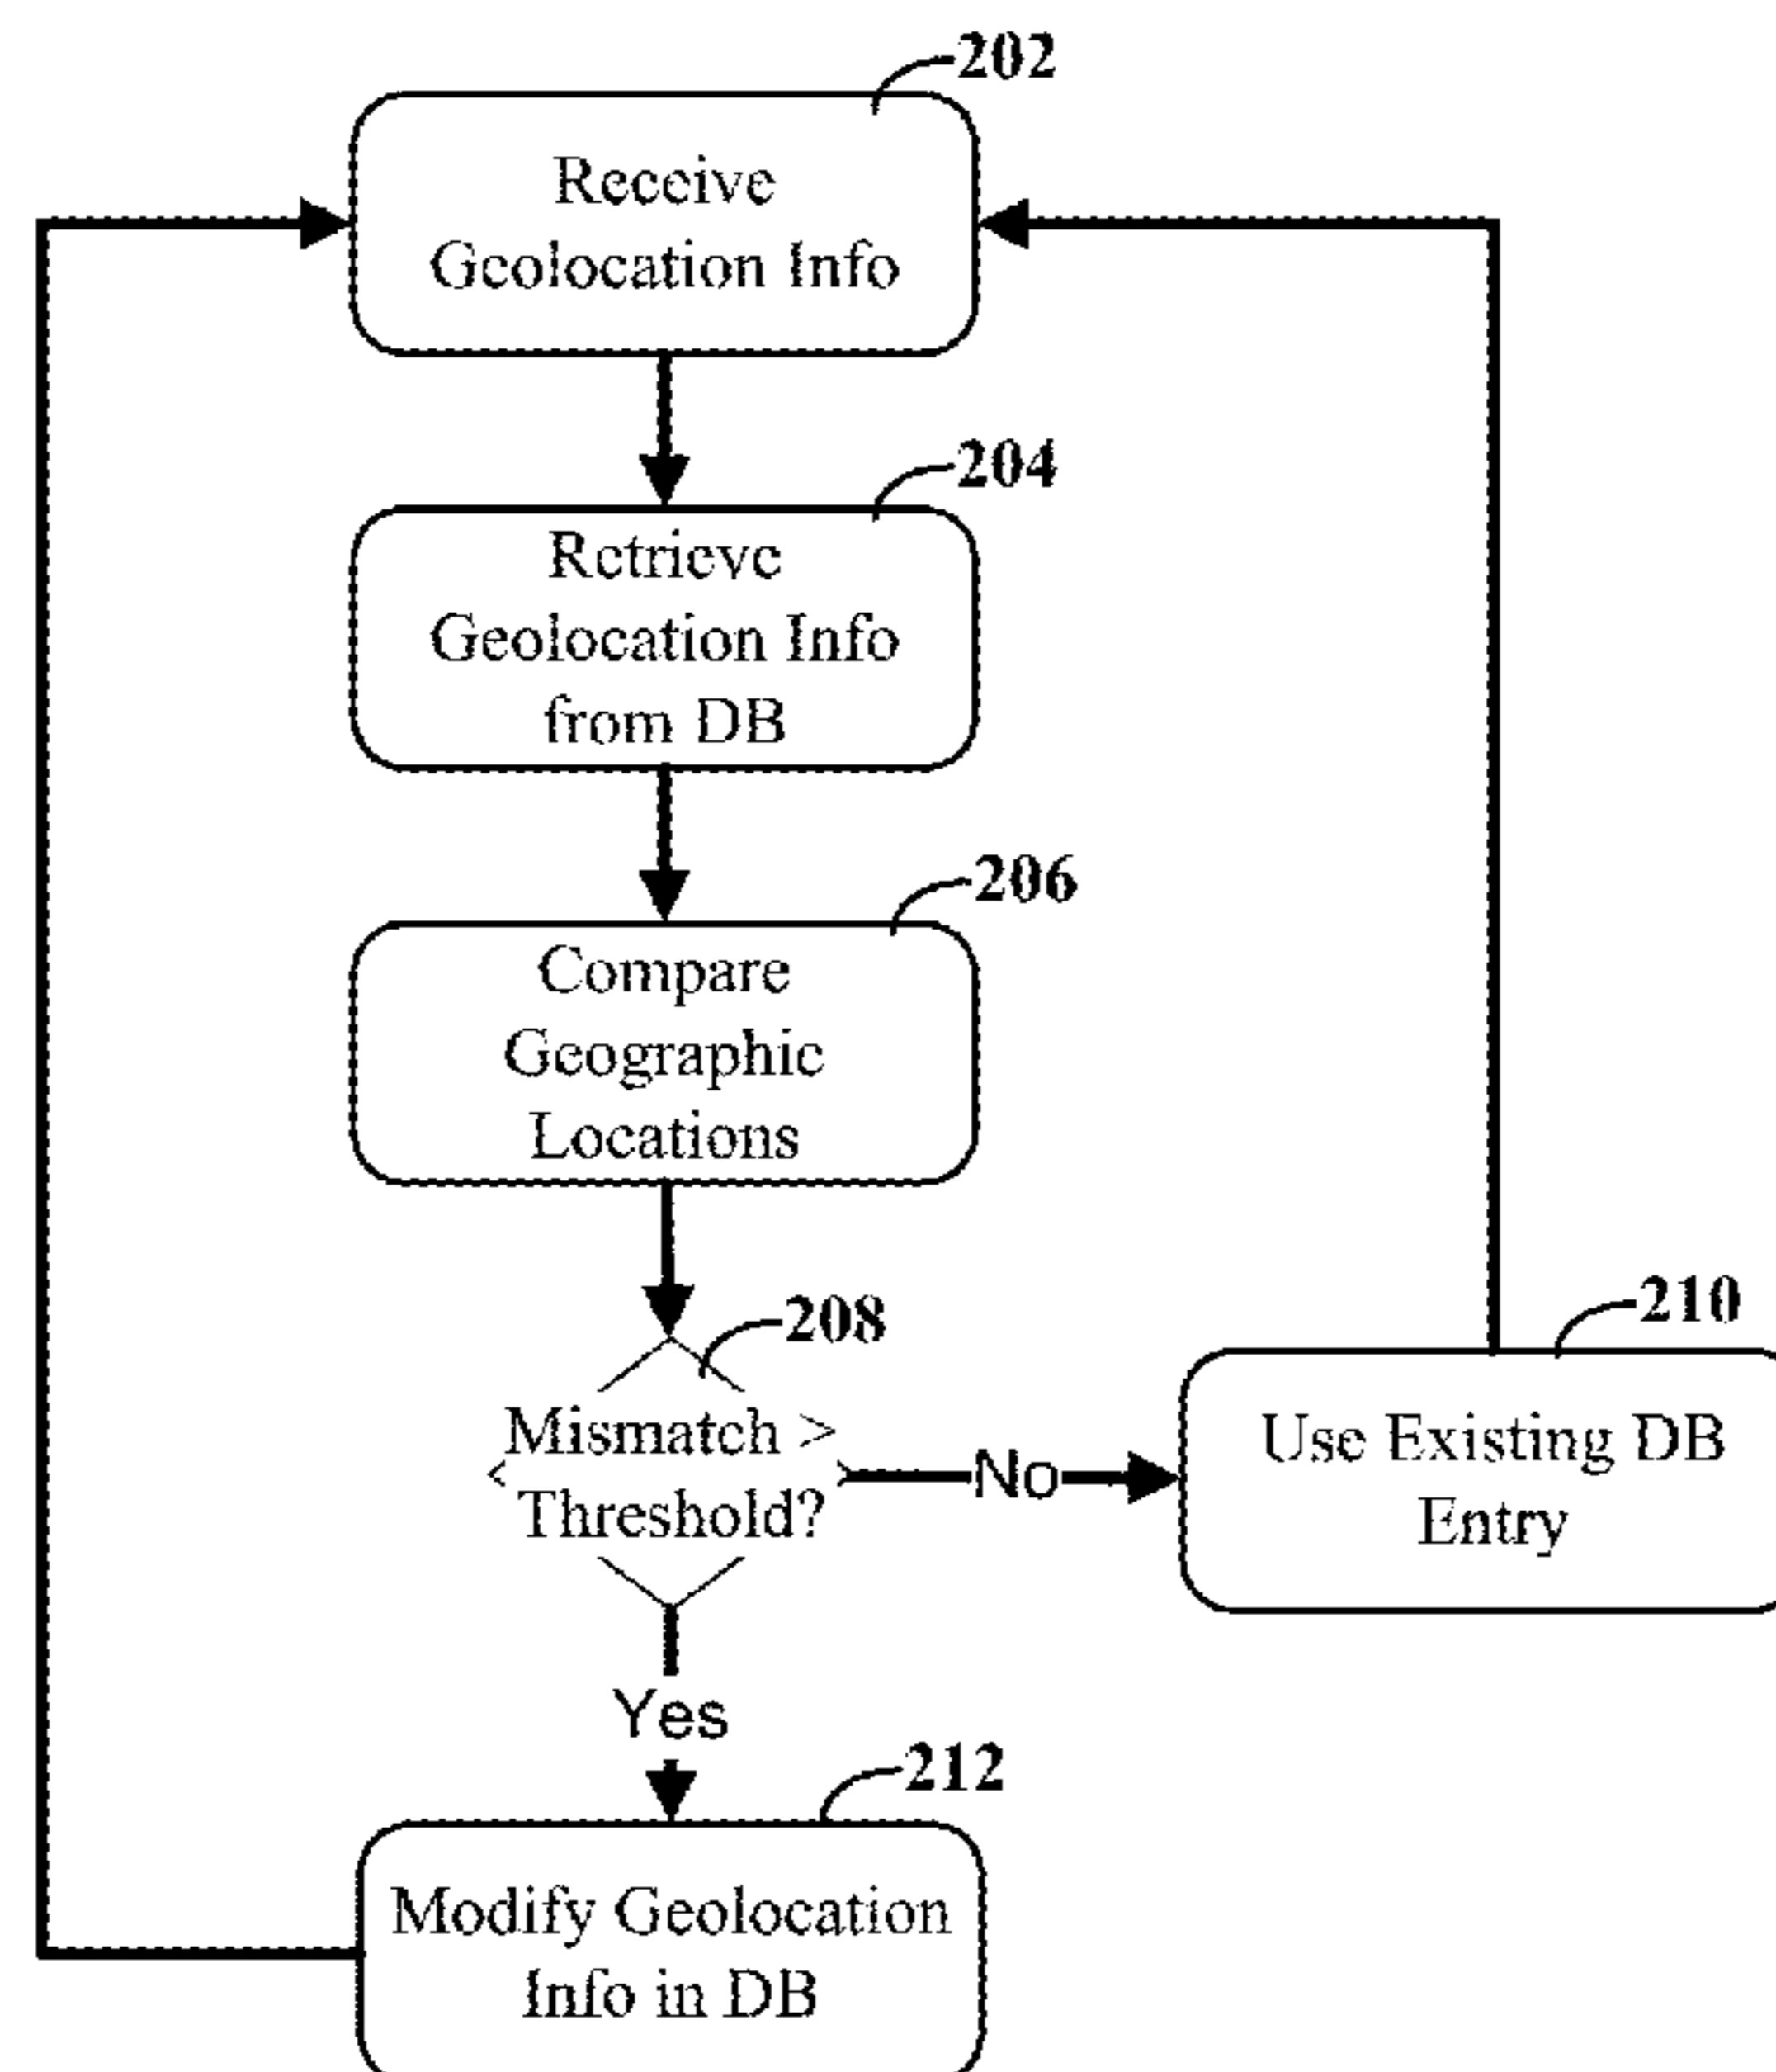 202
Receive
Geolocation Info
204
Retrieve
Geolocation Info
from DB
206
Compare
Geographic
Locations
208
Mismatch >
Threshold?
No
210
Use Existing DB
Entry
Yes
212
Modify Geolocation
Info in DB